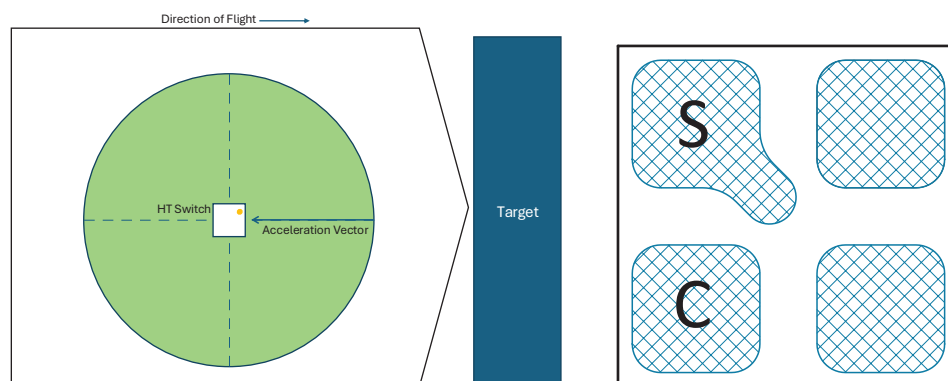 Direction of Flight
HT Switch
Acceleration Vector
Target
S
C